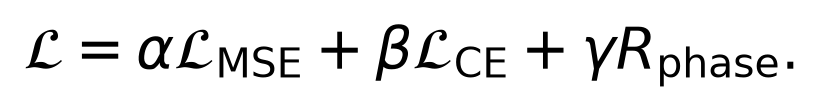 ℒ = αℒ_MSE + βℒ_CE + γR_phase.